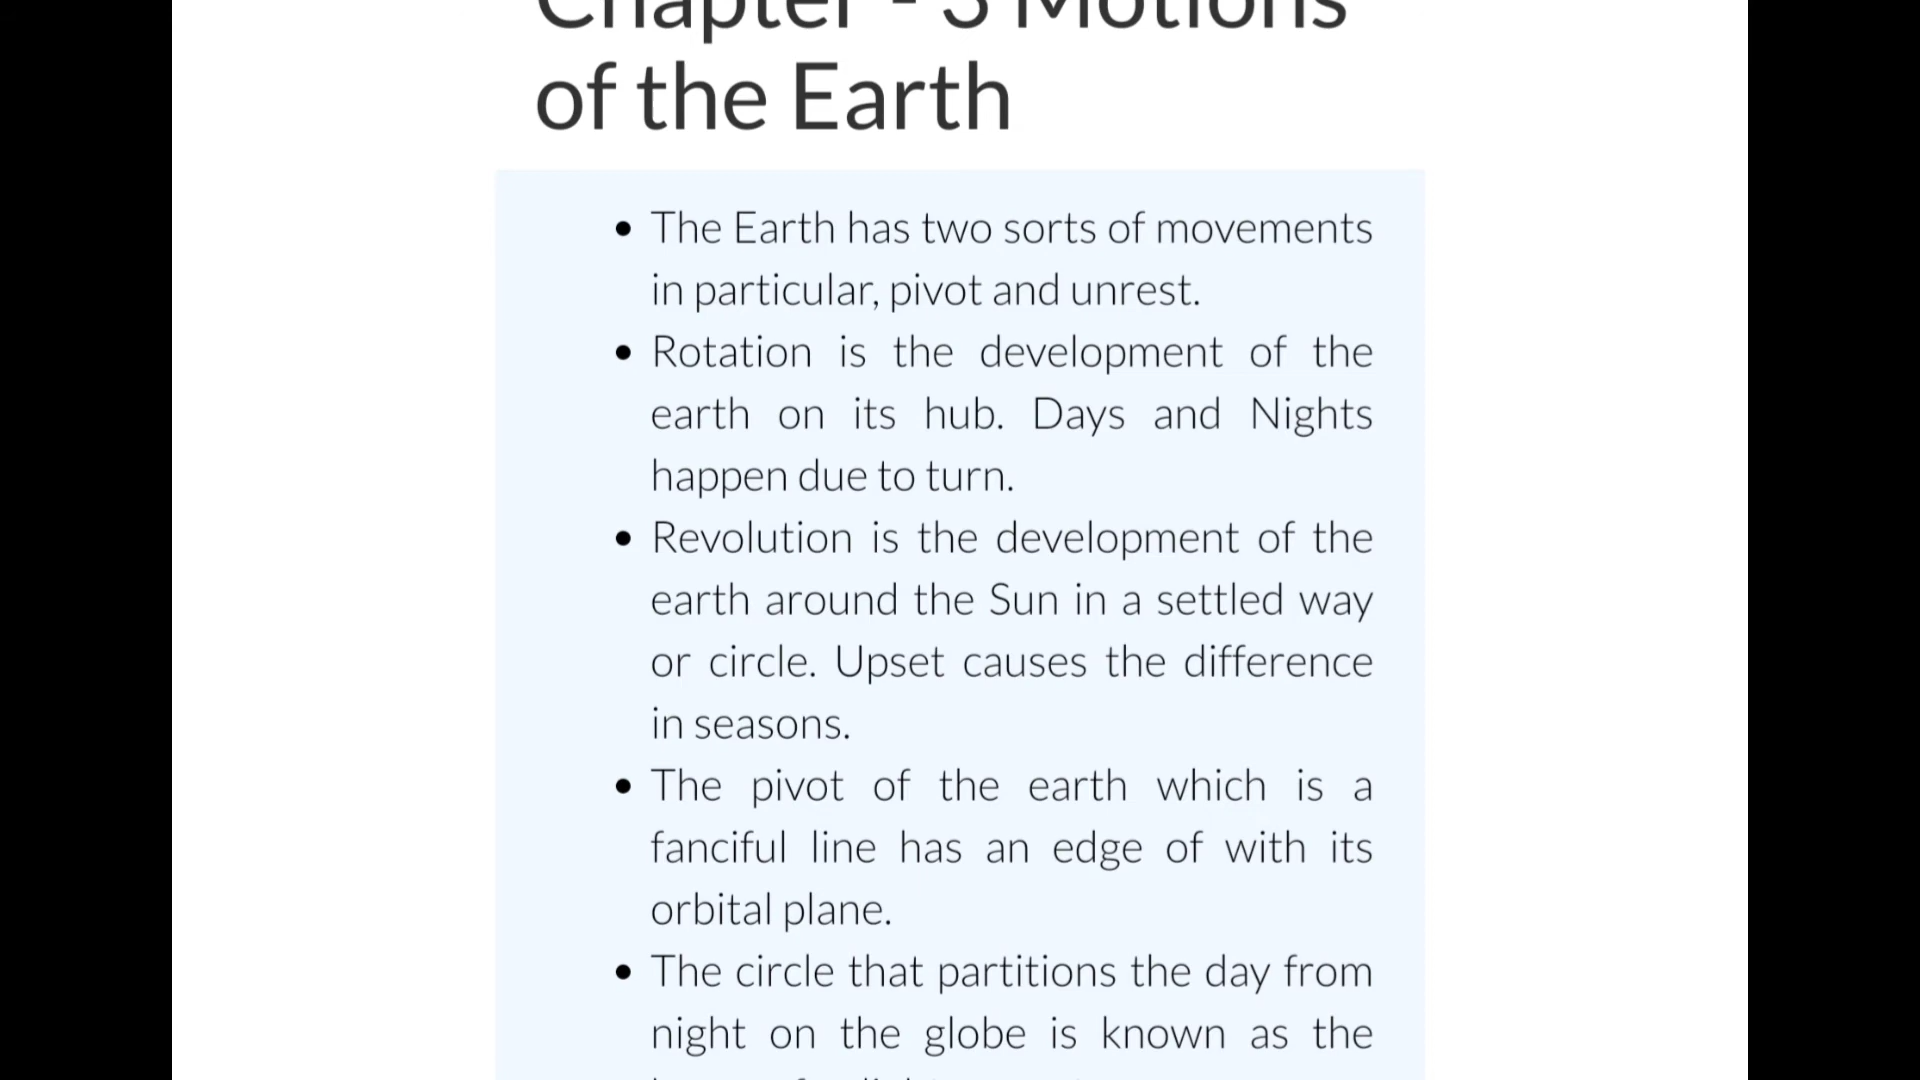 Chapter - 3 Motions
of the Earth
The Earth has two sorts of movements
in particular, pivot and unrest.
Rotation is the development of the
earth on its hub. Days and Nights
happen due to turn.
Revolution is the development of the
earth around the Sun in a settled way
or circle. Upset causes the difference
in seasons.
The pivot of the earth which is a
fanciful line has an edge of with its
orbital plane.
The circle that partitions the day from
night on the globe is known as the